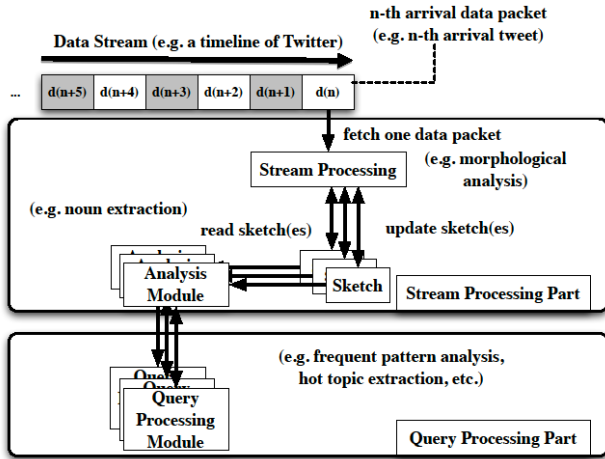 n-th arrival data packet
(e.g. n-th arrival tweet)
Data Stream (e.g. a timeline of Twitter)
... d(n+5) d(n+4) d(n+3) d(n+2) d(n+1) d(n)
fetch one data packet
Stream Processing
(e.g. morphological
analysis)
(e.g. noun extraction)
read sketch(es)
update sketch(es)
Analysis
Module
Sketch
Stream Processing Part
(e.g. frequent pattern analysis,
hot topic extraction, etc.)
Query
Query
Query
Processing
Module
Query Processing Part